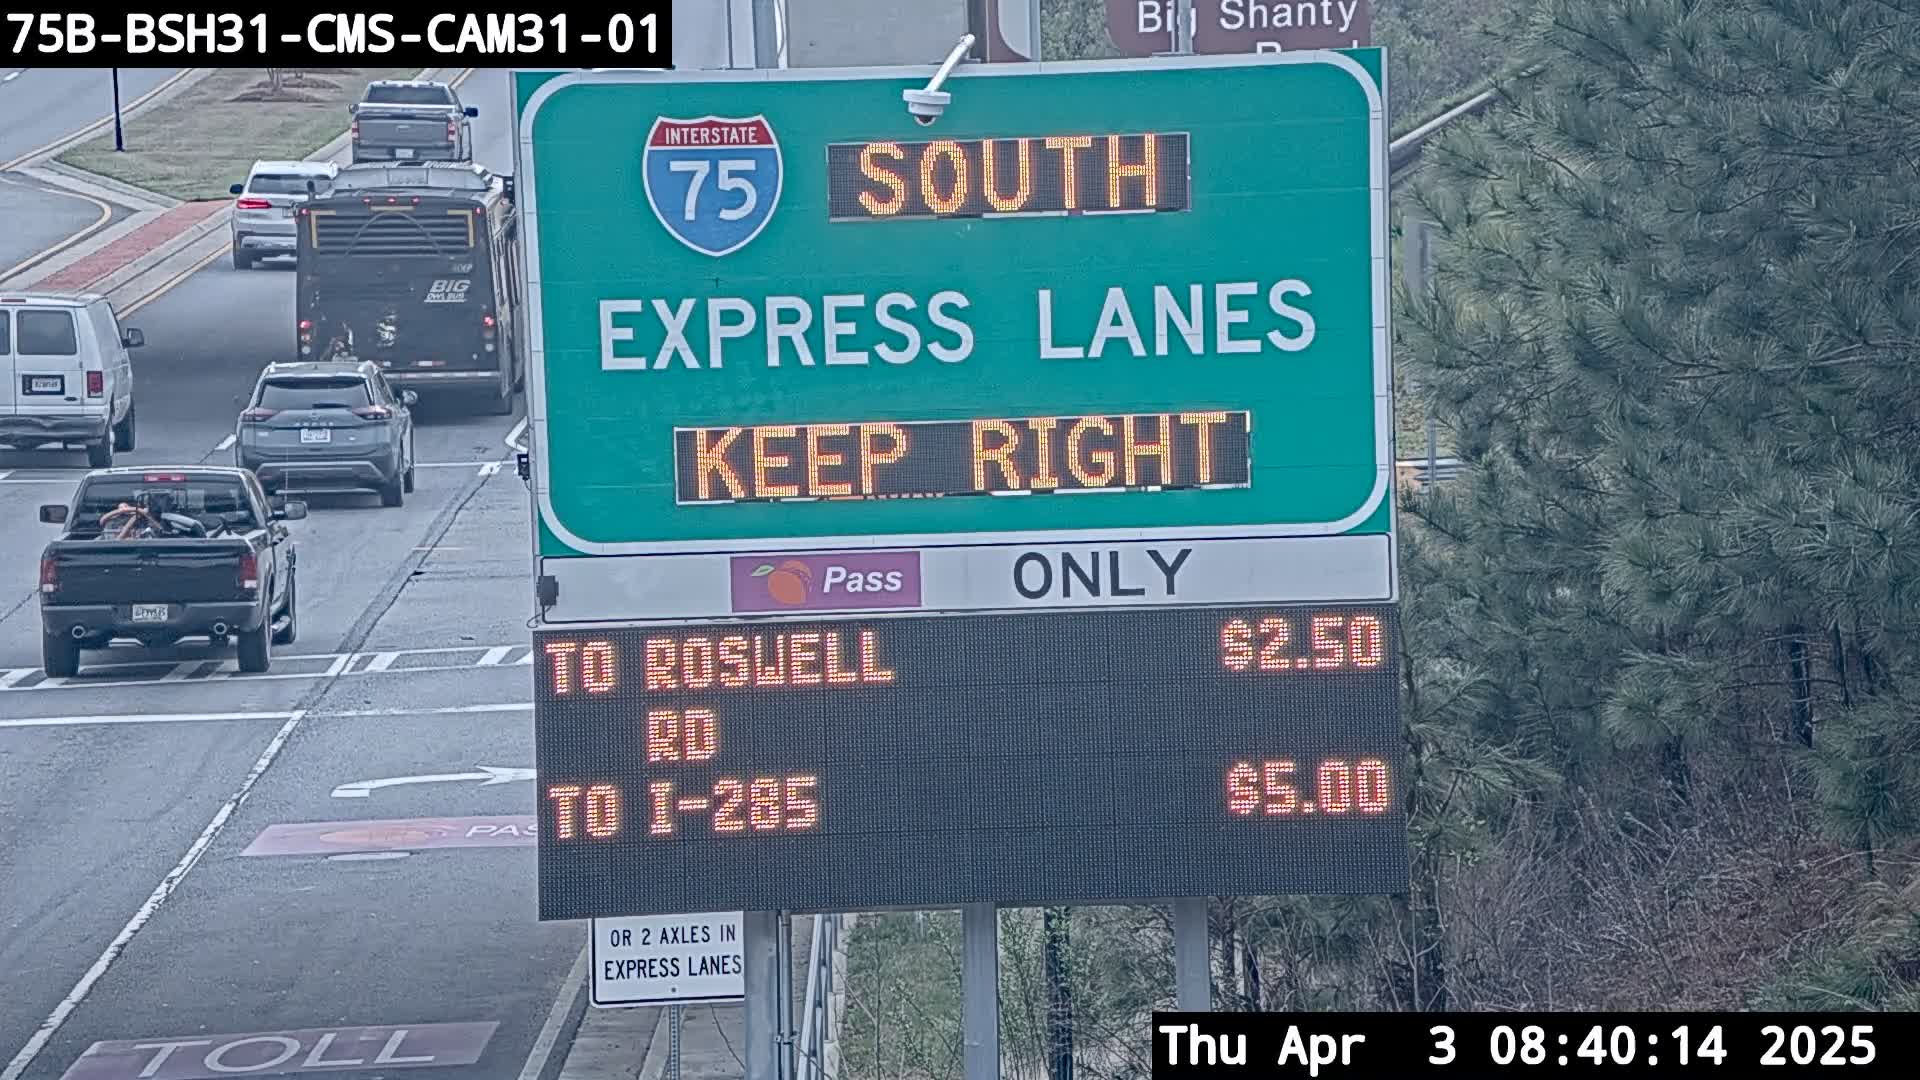 75B-BSH31-CMS-CAM31-01
Big Shanty
Road
INTERSTATE
75
SOUTH
EXPRESS LANES
KEEP RIGHT
Pass ONLY
TO ROSWELL $2.50
RD
TO I-285 $5.00
OR 2 AXLES IN
EXPRESS LANES
BIG
OWL BUS
PAS
TOLL
Thu Apr 3 08:40:14 2025